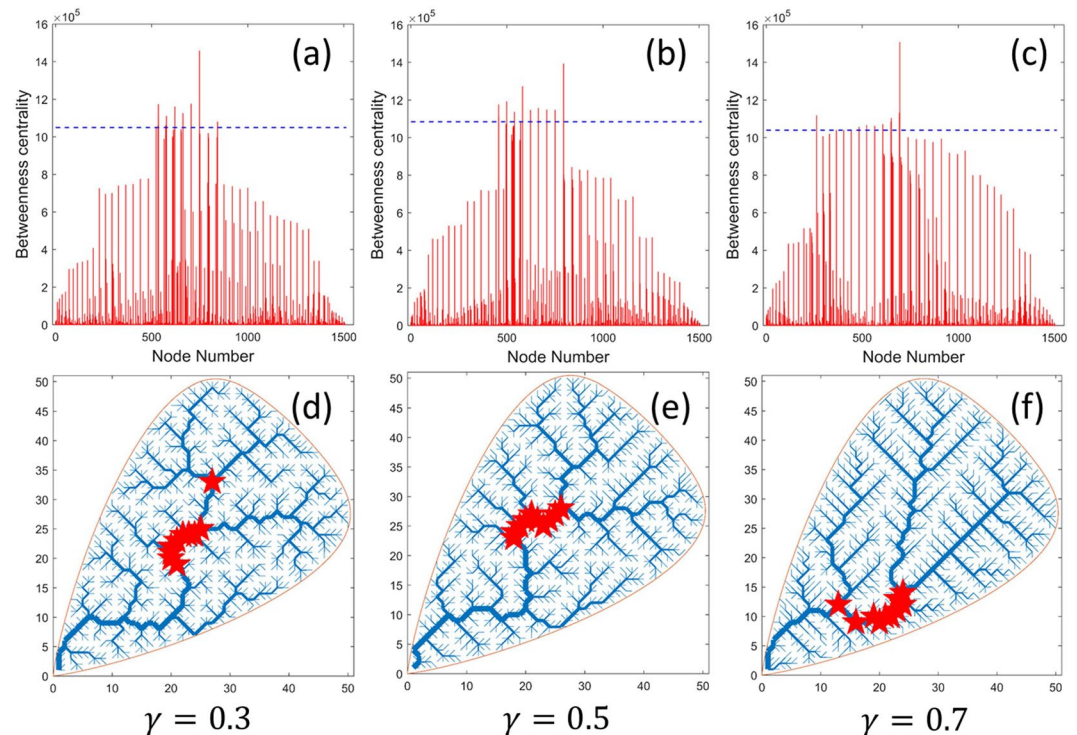 ×10⁵ ×10⁵ ×10⁵
(a) (b) (c)
16 14 12 10 8 6 4 2 0
Betweenness centrality
0 500 1000 1500
Node Number
16 14 12 10 8 6 4 2 0
Betweenness centrality
0 500 1000 1500
Node Number
16 14 12 10 8 6 4 2 0
Betweenness centrality
0 500 1000 1500
Node Number
(d) (e) (f)
50 45 40 35 30 25 20 15 10 5 0
0 10 20 30 40 50
50 45 40 35 30 25 20 15 10 5 0
0 10 20 30 40 50
50 45 40 35 30 25 20 15 10 5 0
0 10 20 30 40 50
γ = 0.3 γ = 0.5 γ = 0.7